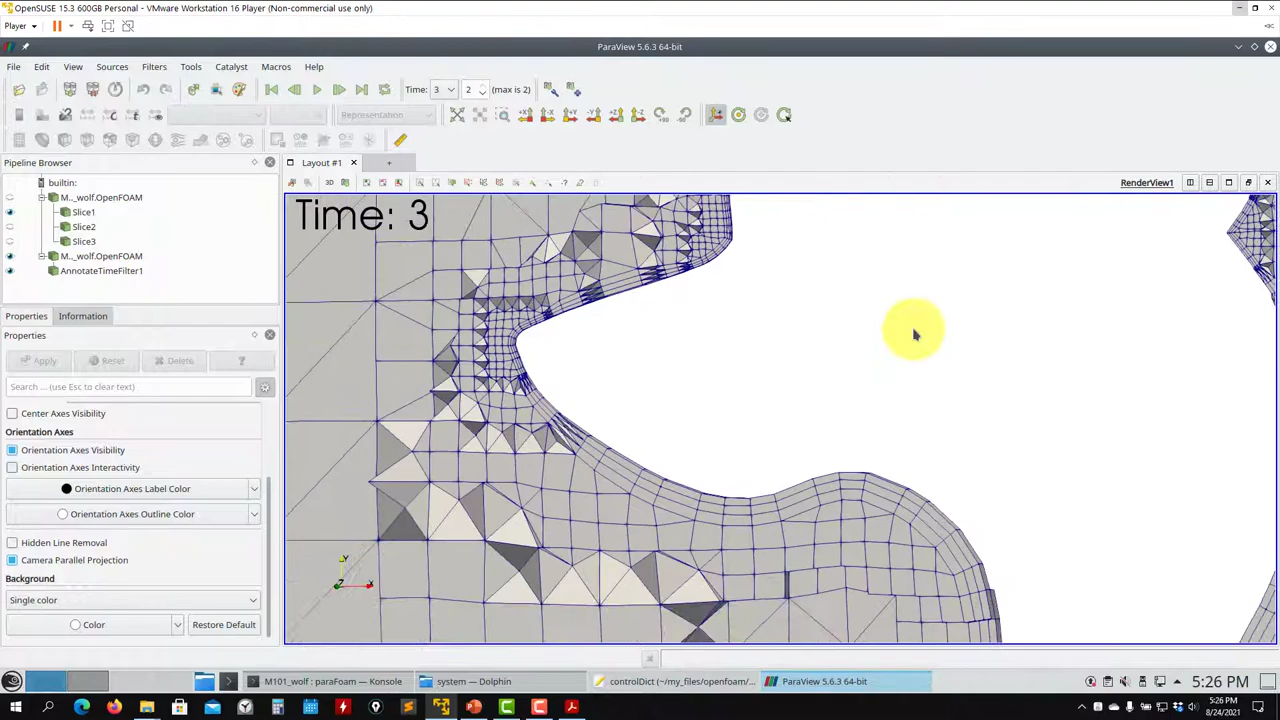 OpenSUSE 15.3 600GB Personal - VMware Workstation 16 Player (Non-commercial use only)
Player
ParaView 5.6.3 64-bit
File Edit View Sources Filters Tools Catalyst Macros Help
Time: 3 2 (max is 2)
Representation
+X -X +Y -Y +Z -Z +90 -90
Pipeline Browser
Layout #1 +
builtin:
3D
RenderView1
M.._wolf.OpenFOAM
Slice1
Slice2
Slice3
M.._wolf.OpenFOAM
AnnotateTimeFilter1
Time: 3
Properties Information
Properties
Apply Reset Delete ?
Search ... (use Esc to clear text)
Center Axes Visibility
Orientation Axes
Orientation Axes Visibility
Orientation Axes Interactivity
Orientation Axes Label Color
Orientation Axes Outline Color
Hidden Line Removal
Camera Parallel Projection
Background
Single color
Color Restore Default
Y
Z X
M101_wolf : paraFoam — Konsole
system — Dolphin
controlDict (~/my_files/openfoam/...
ParaView 5.6.3 64-bit
5:26 PM
5:26 PM
8/24/2021